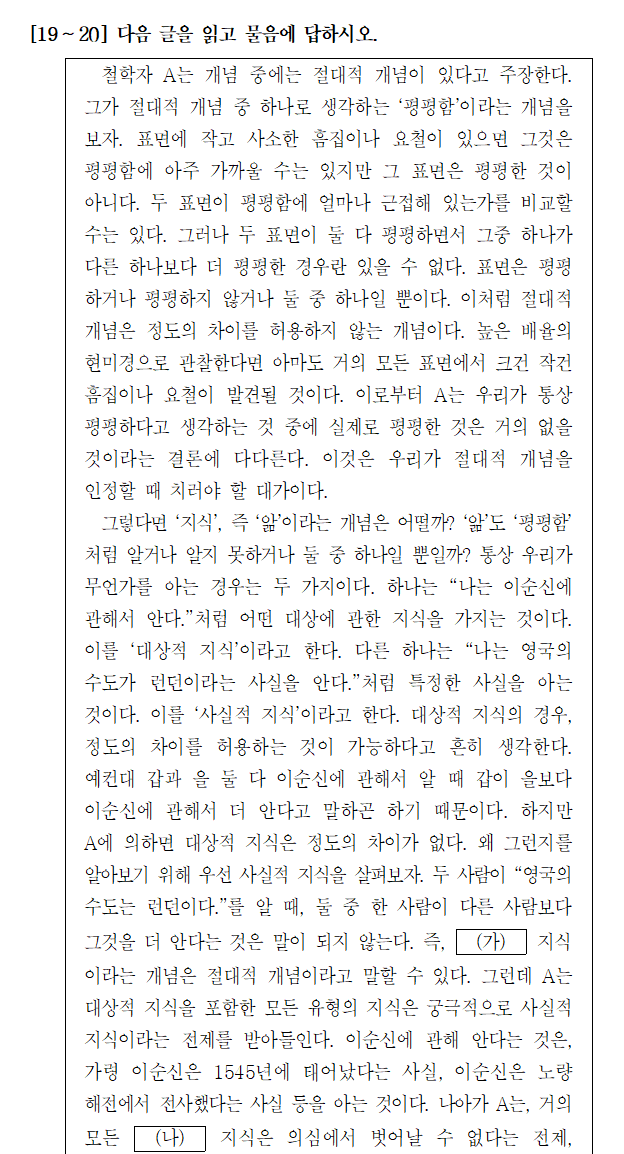 [19~20] 다음 글을 읽고 물음에 답하시오.
철학자 A는 개념 중에는 절대적 개념이 있다고 주장한다.
그가 절대적 개념 중 하나로 생각하는 ‘평평함’이라는 개념을
보자. 표면에 작고 사소한 흠집이나 요철이 있으면 그것은
평평함에 아주 가까울 수는 있지만 그 표면은 평평한 것이
아니다. 두 표면이 평평함에 얼마나 근접해 있는가를 비교할
수는 있다. 그러나 두 표면이 둘 다 평평하면서 그중 하나가
다른 하나보다 더 평평한 경우란 있을 수 없다. 표면은 평평
하거나 평평하지 않거나 둘 중 하나일 뿐이다. 이처럼 절대적
개념은 정도의 차이를 허용하지 않는 개념이다. 높은 배율의
현미경으로 관찰한다면 아마도 거의 모든 표면에서 크건 작건
흠집이나 요철이 발견될 것이다. 이로부터 A는 우리가 통상
평평하다고 생각하는 것 중에 실제로 평평한 것은 거의 없을
것이라는 결론에 다다른다. 이것은 우리가 절대적 개념을
인정할 때 치러야 할 대가이다.
그렇다면 ‘지식’, 즉 ‘앎’이라는 개념은 어떨까? ‘앎’도 ‘평평함’
처럼 알거나 알지 못하거나 둘 중 하나일 뿐일까? 통상 우리가
무언가를 아는 경우는 두 가지이다. 하나는 “나는 이순신에
관해서 안다.”처럼 어떤 대상에 관한 지식을 가지는 것이다.
이를 ‘대상적 지식’이라고 한다. 다른 하나는 “나는 영국의
수도가 런던이라는 사실을 안다.”처럼 특정한 사실을 아는
것이다. 이를 ‘사실적 지식’이라고 한다. 대상적 지식의 경우,
정도의 차이를 허용하는 것이 가능하다고 흔히 생각한다.
예컨대 갑과 을 둘 다 이순신에 관해서 알 때 갑이 을보다
이순신에 관해서 더 안다고 말하곤 하기 때문이다. 하지만
A에 의하면 대상적 지식은 정도의 차이가 없다. 왜 그런지를
알아보기 위해 우선 사실적 지식을 살펴보자. 두 사람이 “영국의
수도는 런던이다.”를 알 때, 둘 중 한 사람이 다른 사람보다
그것을 더 안다는 것은 말이 되지 않는다. 즉, (가) 지식
이라는 개념은 절대적 개념이라고 말할 수 있다. 그런데 A는
대상적 지식을 포함한 모든 유형의 지식은 궁극적으로 사실적
지식이라는 전제를 받아들인다. 이순신에 관해 안다는 것은,
가령 이순신은 1545년에 태어났다는 사실, 이순신은 노량
해전에서 전사했다는 사실 등을 아는 것이다. 나아가 A는, 거의
모든 (나) 지식은 의심에서 벗어날 수 없다는 전제,